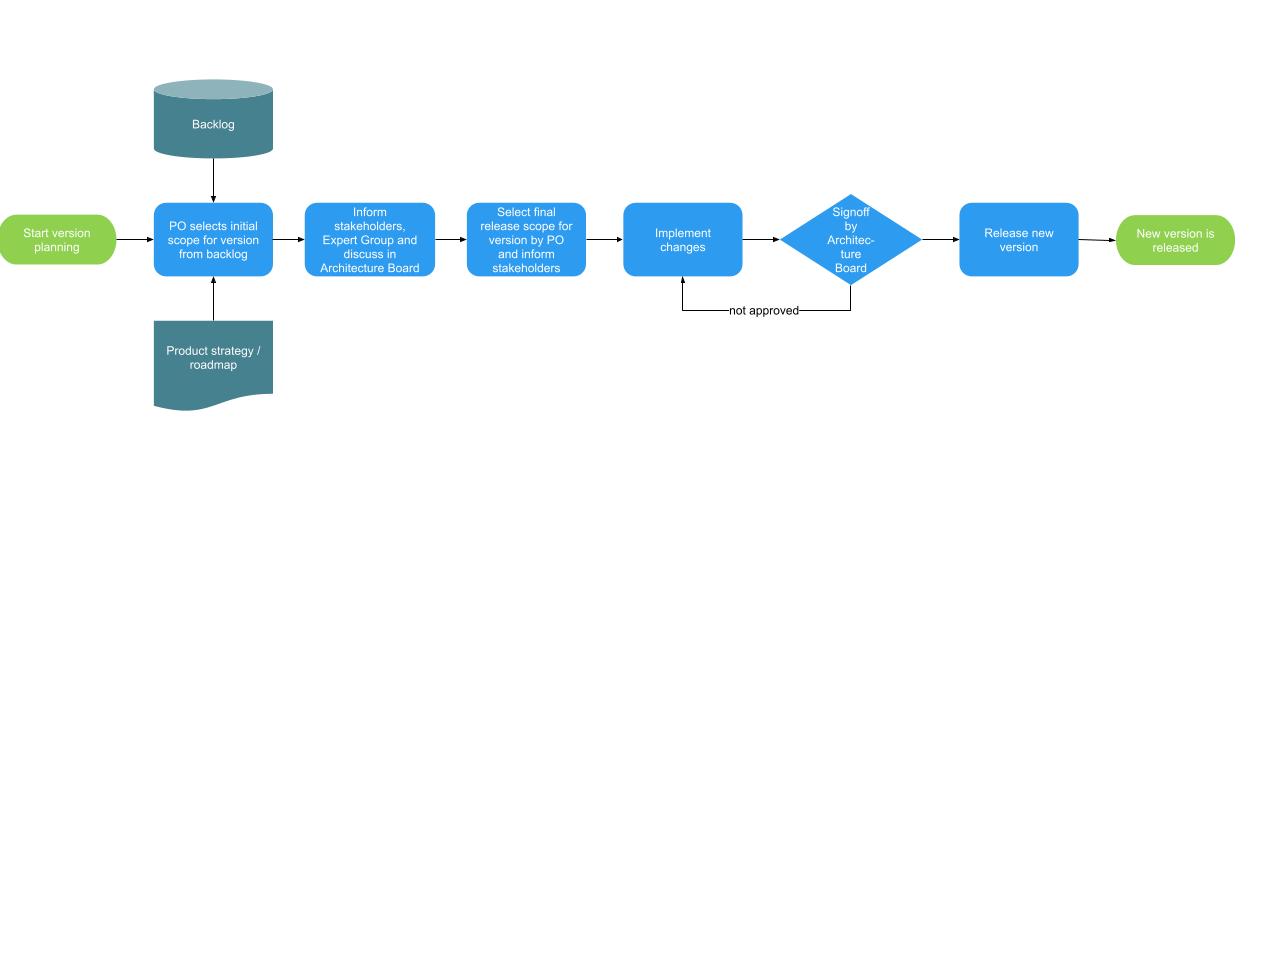 Backlog
Start version
planning
PO selects initial
scope for version
from backlog
Inform
stakeholders,
Expert Group and
discuss in
Architecture Board
Select final
release scope for
version by PO
and inform
stakeholders
Implement
changes
Signoff
by
Architec-
ture
Board
Release new
version
New version is
released
not approved
Product strategy /
roadmap